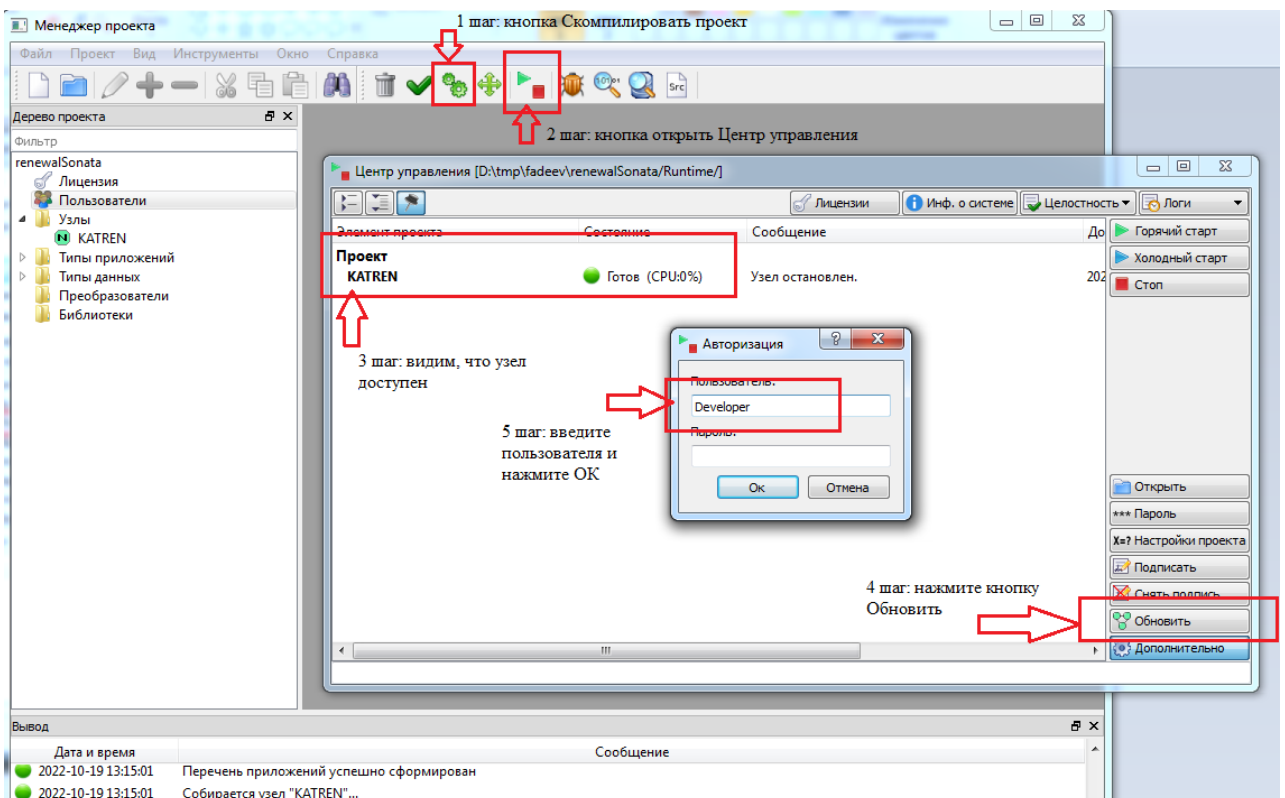 Менеджер проекта
1 шаг: кнопка Скомпилировать проект
Файл Проект Вид Инструменты Окно Справка
Src
Дерево проекта
2 шаг: кнопка открыть Центр управления
Фильтр
renewalSonata
Лицензия
Пользователи
Узлы
KATREN
Типы приложений
Типы данных
Преобразователи
Библиотеки
Центр управления [D:\tmp\fadeev\renewalSonata/Runtime/]
Лицензии Инф. о системе Целостность Логи
Элемент проекта Состояние Сообщение До
Проект
KATREN Готов (CPU:0%) Узел остановлен. 202
Горячий старт
Холодный старт
Стоп
3 шаг: видим, что узел
доступен
Авторизация
Пользователь:
Developer
Пароль:
Ок Отмена
5 шаг: введите
пользователя и
нажмите ОК
Открыть
*** Пароль
X=? Настройки проекта
Подписать
Снять подпись
Обновить
Дополнительно
4 шаг: нажмите кнопку
Обновить
Вывод
Дата и время Сообщение
2022-10-19 13:15:01 Перечень приложений успешно сформирован
2022-10-19 13:15:01 Собирается узел "KATREN"...